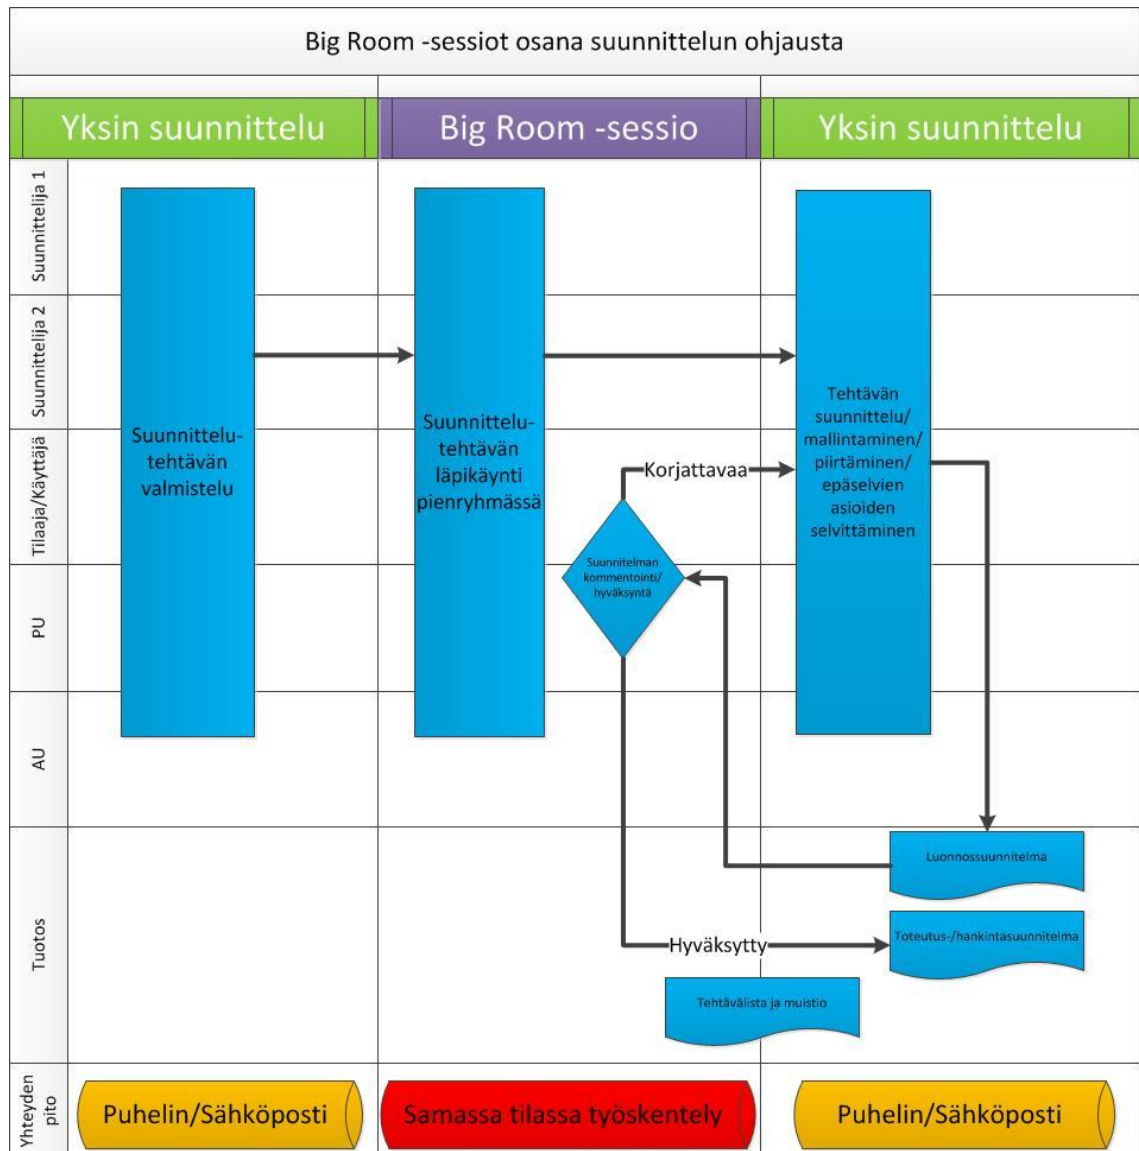 Big Room -sessiot osana suunnittelun ohjausta
Yksin suunnittelu
Big Room -sessio
Yksin suunnittelu
Suunnittelija 1
Suunnittelija 2
Tilaaja/Käyttäjä
PU
AU
Tuotos
Yhteyden
pito
Suunnittelu-
tehtävän
valmistelu
Suunnittelu-
tehtävän
läpikäynti
pienryhmässä
Korjattavaa
Suunnitelman
kommentointi/
hyväksyntä
Tehtävän
suunnittelu/
mallintaminen/
piirtäminen/
epäselvien
asioiden
selvittäminen
Luonnossuunnitelma
Hyväksytty
Toteutus-/hankintasuunnitelma
Tehtävälista ja muistio
Puhelin/Sähköposti
Samassa tilassa työskentely
Puhelin/Sähköposti